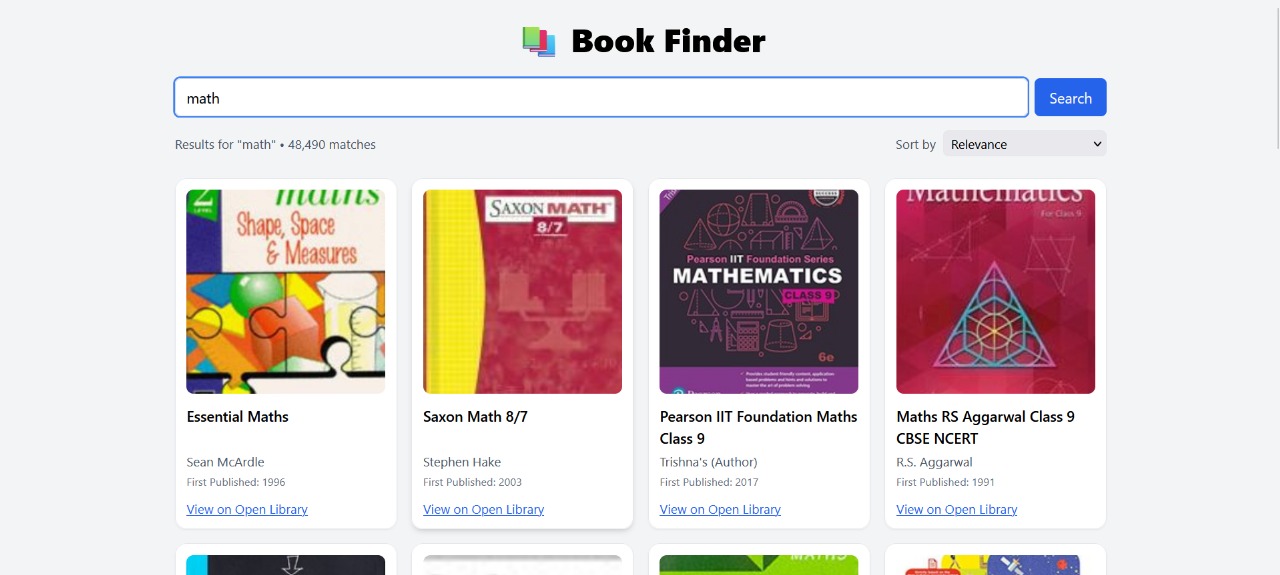 Book Finder
math
Search
Results for "math" • 48,490 matches
Sort by
Relevance
2
LEVEL
maths
Shape, Space
& Measures
SAXON MATH™
8/7
Pearson IIT Foundation Series
MATHEMATICS
CLASS 9
6e
Mathematics
For Class 9
Essential Maths
Saxon Math 8/7
Pearson IIT Foundation Maths
Class 9
Maths RS Aggarwal Class 9
CBSE NCERT
Sean McArdle
Stephen Hake
Trishna's (Author)
R.S. Aggarwal
First Published: 1996
First Published: 2003
First Published: 2017
First Published: 1991
View on Open Library
View on Open Library
View on Open Library
View on Open Library
MATHS